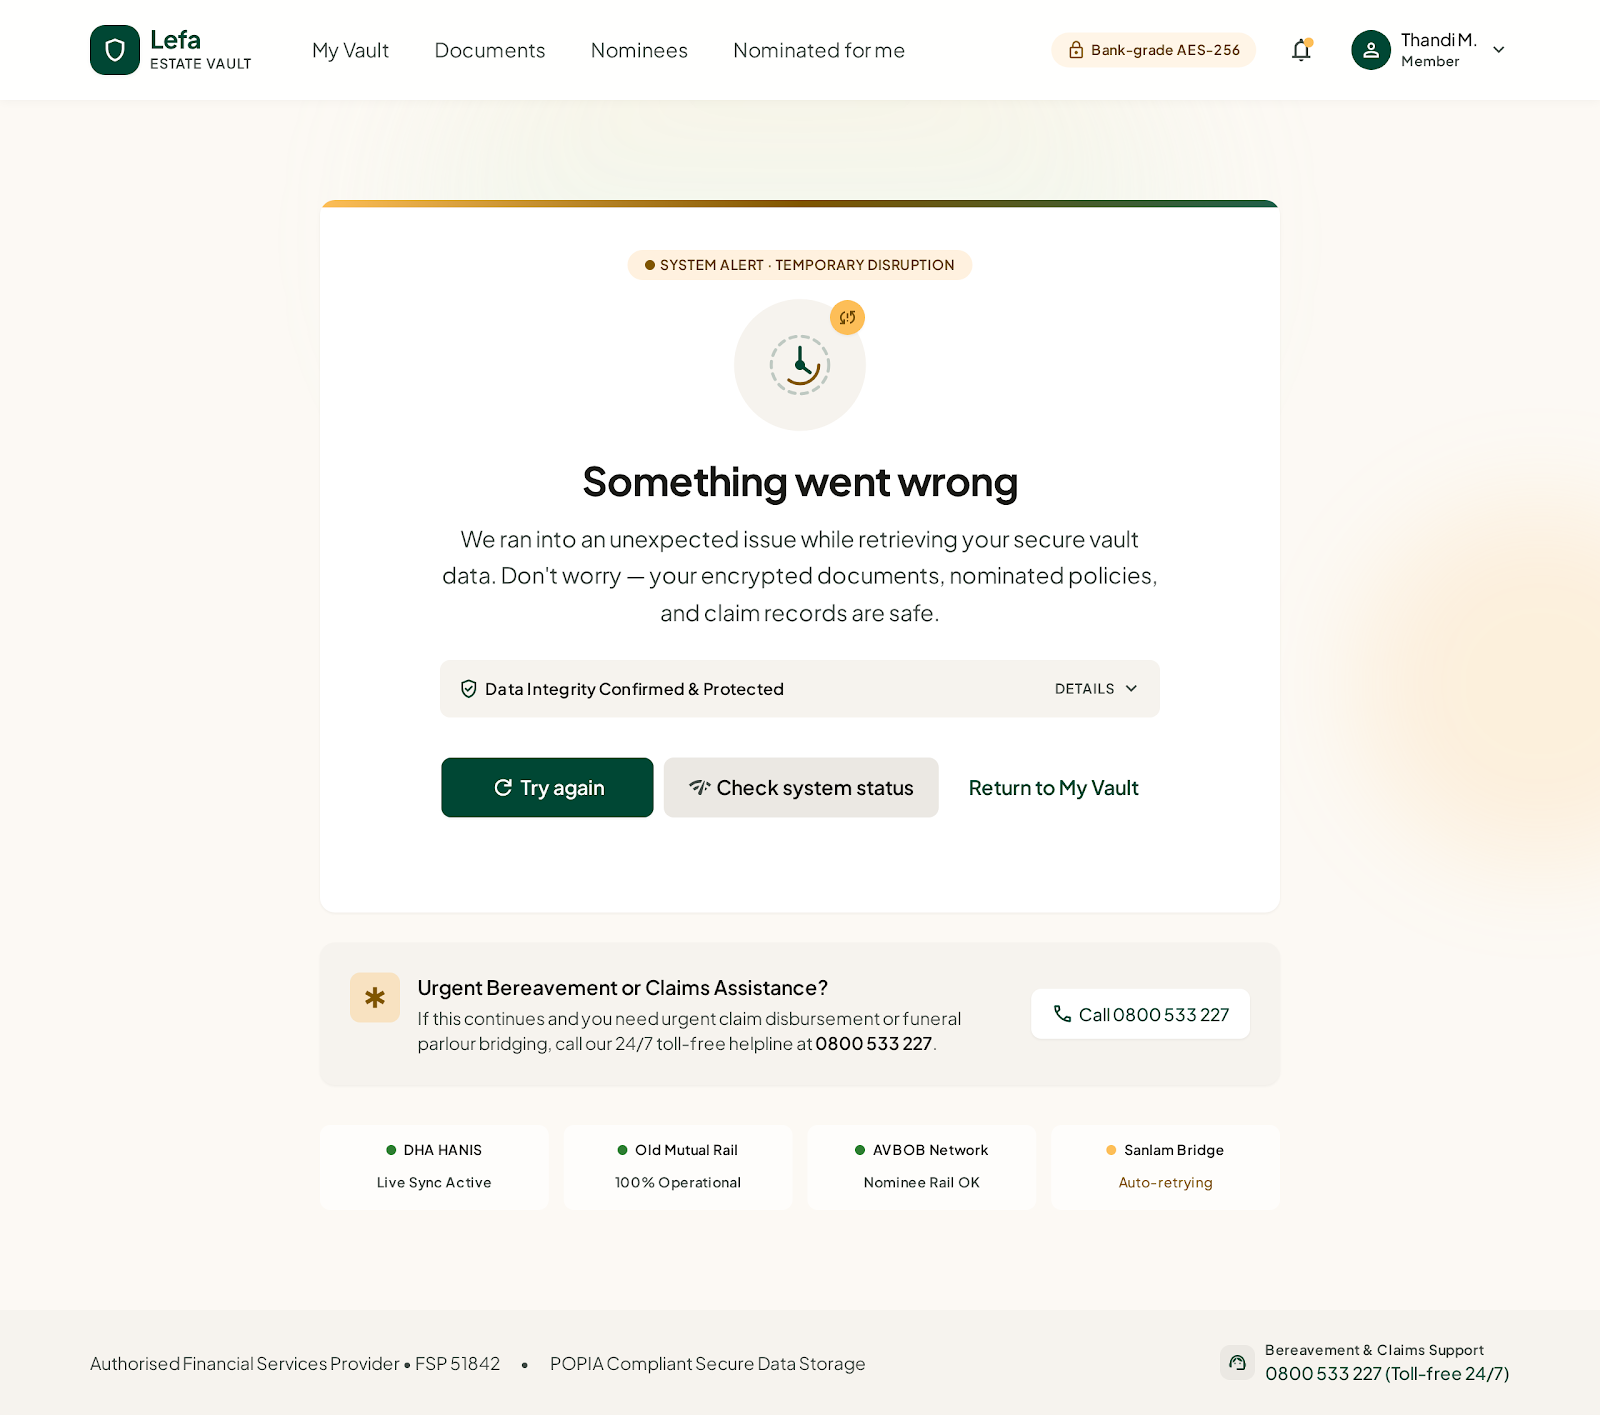 Lefa
ESTATE VAULT
My Vault
Documents
Nominees
Nominated for me
Bank-grade AES-256
Thandi M.
Member
SYSTEM ALERT · TEMPORARY DISRUPTION
Something went wrong
We ran into an unexpected issue while retrieving your secure vault
data. Don't worry — your encrypted documents, nominated policies,
and claim records are safe.
Data Integrity Confirmed & Protected
DETAILS
Try again
Check system status
Return to My Vault
Urgent Bereavement or Claims Assistance?
If this continues and you need urgent claim disbursement or funeral
parlour bridging, call our 24/7 toll-free helpline at 0800 533 227.
Call 0800 533 227
DHA HANIS
Live Sync Active
Old Mutual Rail
100% Operational
AVBOB Network
Nominee Rail OK
Sanlam Bridge
Auto-retrying
Authorised Financial Services Provider • FSP 51842 • POPIA Compliant Secure Data Storage
Bereavement & Claims Support
0800 533 227 (Toll-free 24/7)